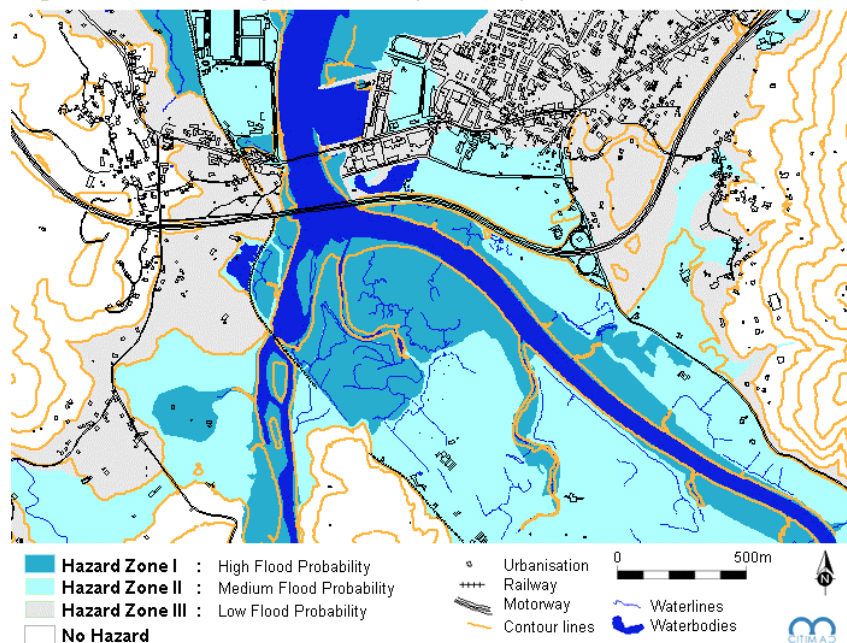 Hazard Zone I : High Flood Probability
Hazard Zone II : Medium Flood Probability
Hazard Zone III : Low Flood Probability
No Hazard
Urbanisation
Railway
Motorway
Contour lines
0 500m
Waterlines
Waterbodies
N